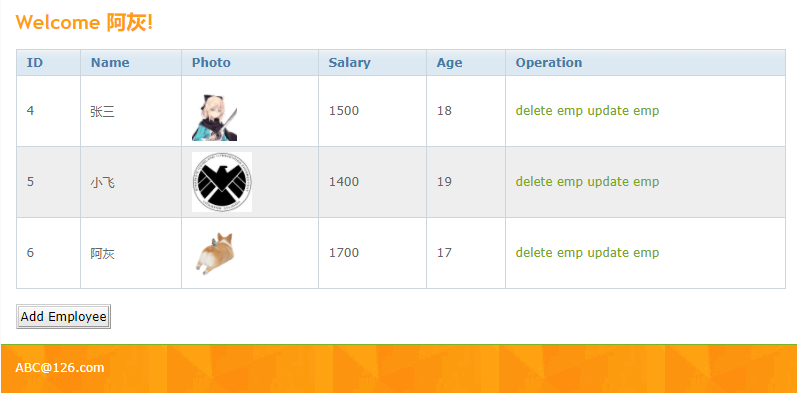 Welcome 阿灰!
ID Name Photo Salary Age Operation
4 张三 1500 18 delete emp update emp
5 小飞 1400 19 delete emp update emp
6 阿灰 1700 17 delete emp update emp
Add Employee
ABC@126.com